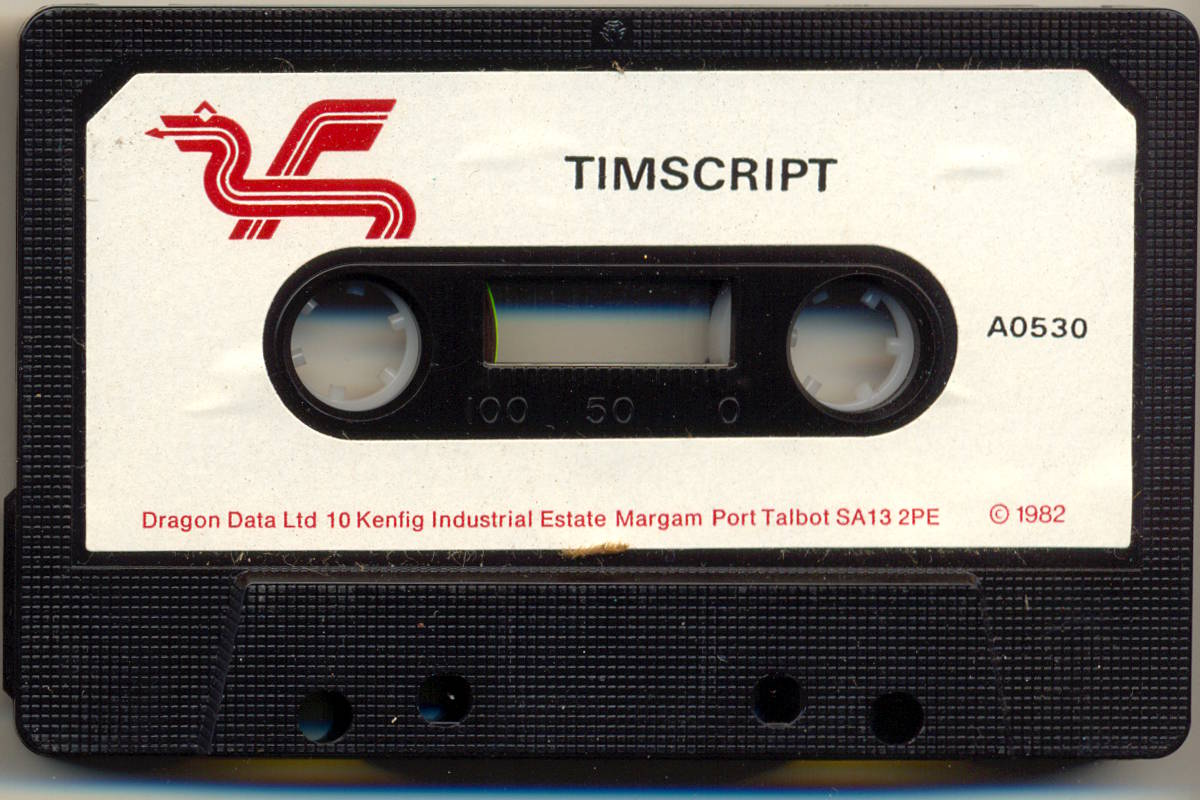 TIMSCRIPT
A0530
100 50 0
Dragon Data Ltd 10 Kenfig Industrial Estate Margam Port Talbot SA13 2PE © 1982